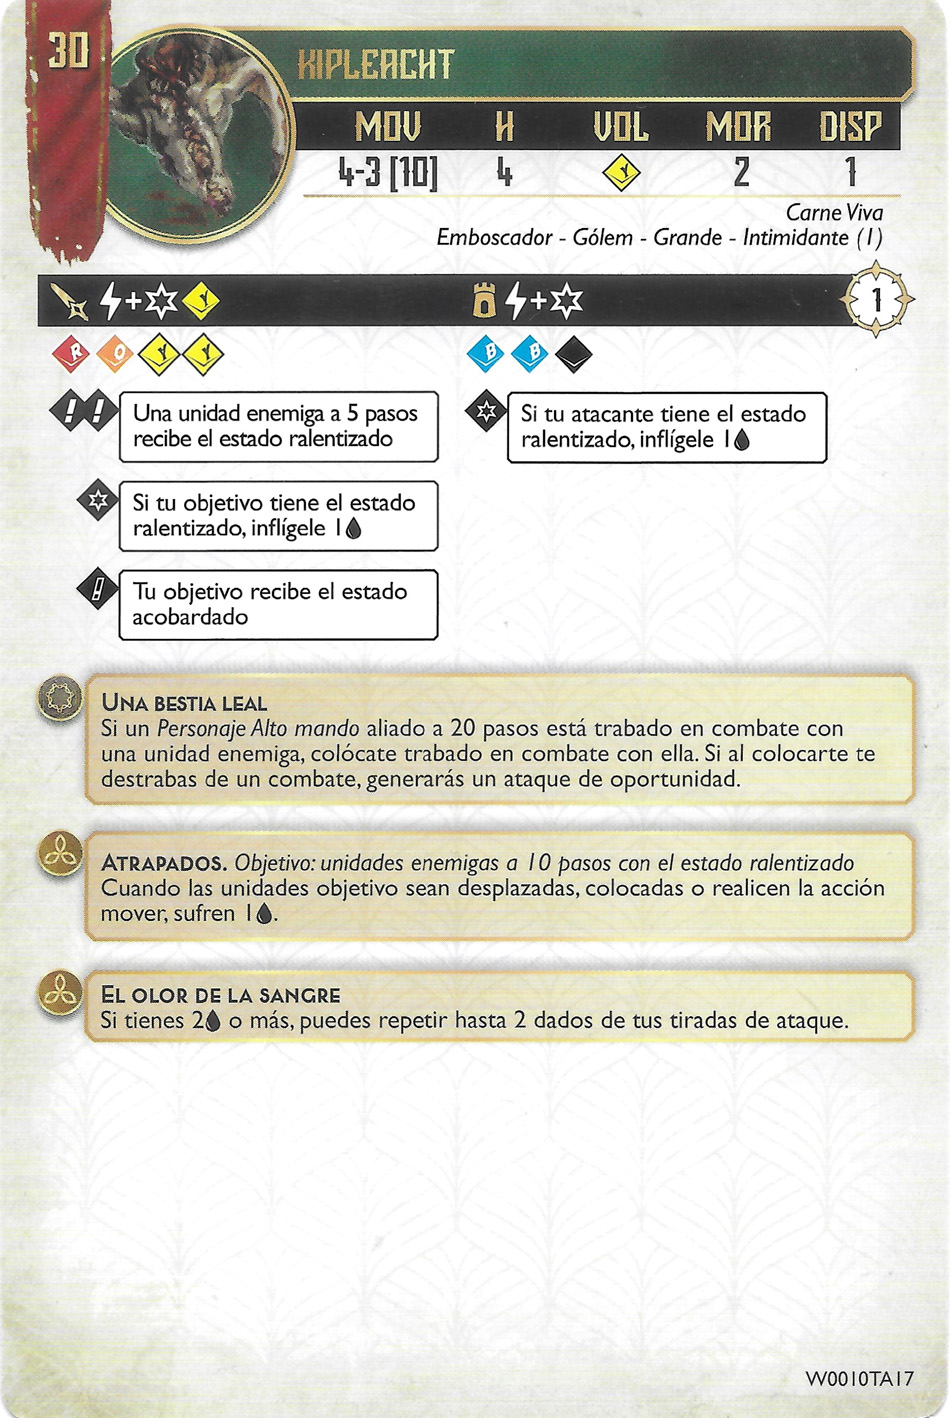 30
KIPLEACHT
MOV H VOL MOR DISP
4-3 [10] 4 Y 2 1
Carne Viva
Emboscador - Gólem - Grande - Intimidante (1)
+ Y + 1
R O Y Y B B
! ! Una unidad enemiga a 5 pasos
recibe el estado ralentizado
Si tu objetivo tiene el estado
ralentizado, inflígele 1
! Tu objetivo recibe el estado
acobardado
Si tu atacante tiene el estado
ralentizado, inflígele 1
UNA BESTIA LEAL
Si un Personaje Alto mando aliado a 20 pasos está trabado en combate con
una unidad enemiga, colócate trabado en combate con ella. Si al colocarte te
destrabas de un combate, generarás un ataque de oportunidad.
ATRAPADOS. Objetivo: unidades enemigas a 10 pasos con el estado ralentizado
Cuando las unidades objetivo sean desplazadas, colocadas o realicen la acción
mover, sufren 1.
EL OLOR DE LA SANGRE
Si tienes 2 o más, puedes repetir hasta 2 dados de tus tiradas de ataque.
W0010TA17